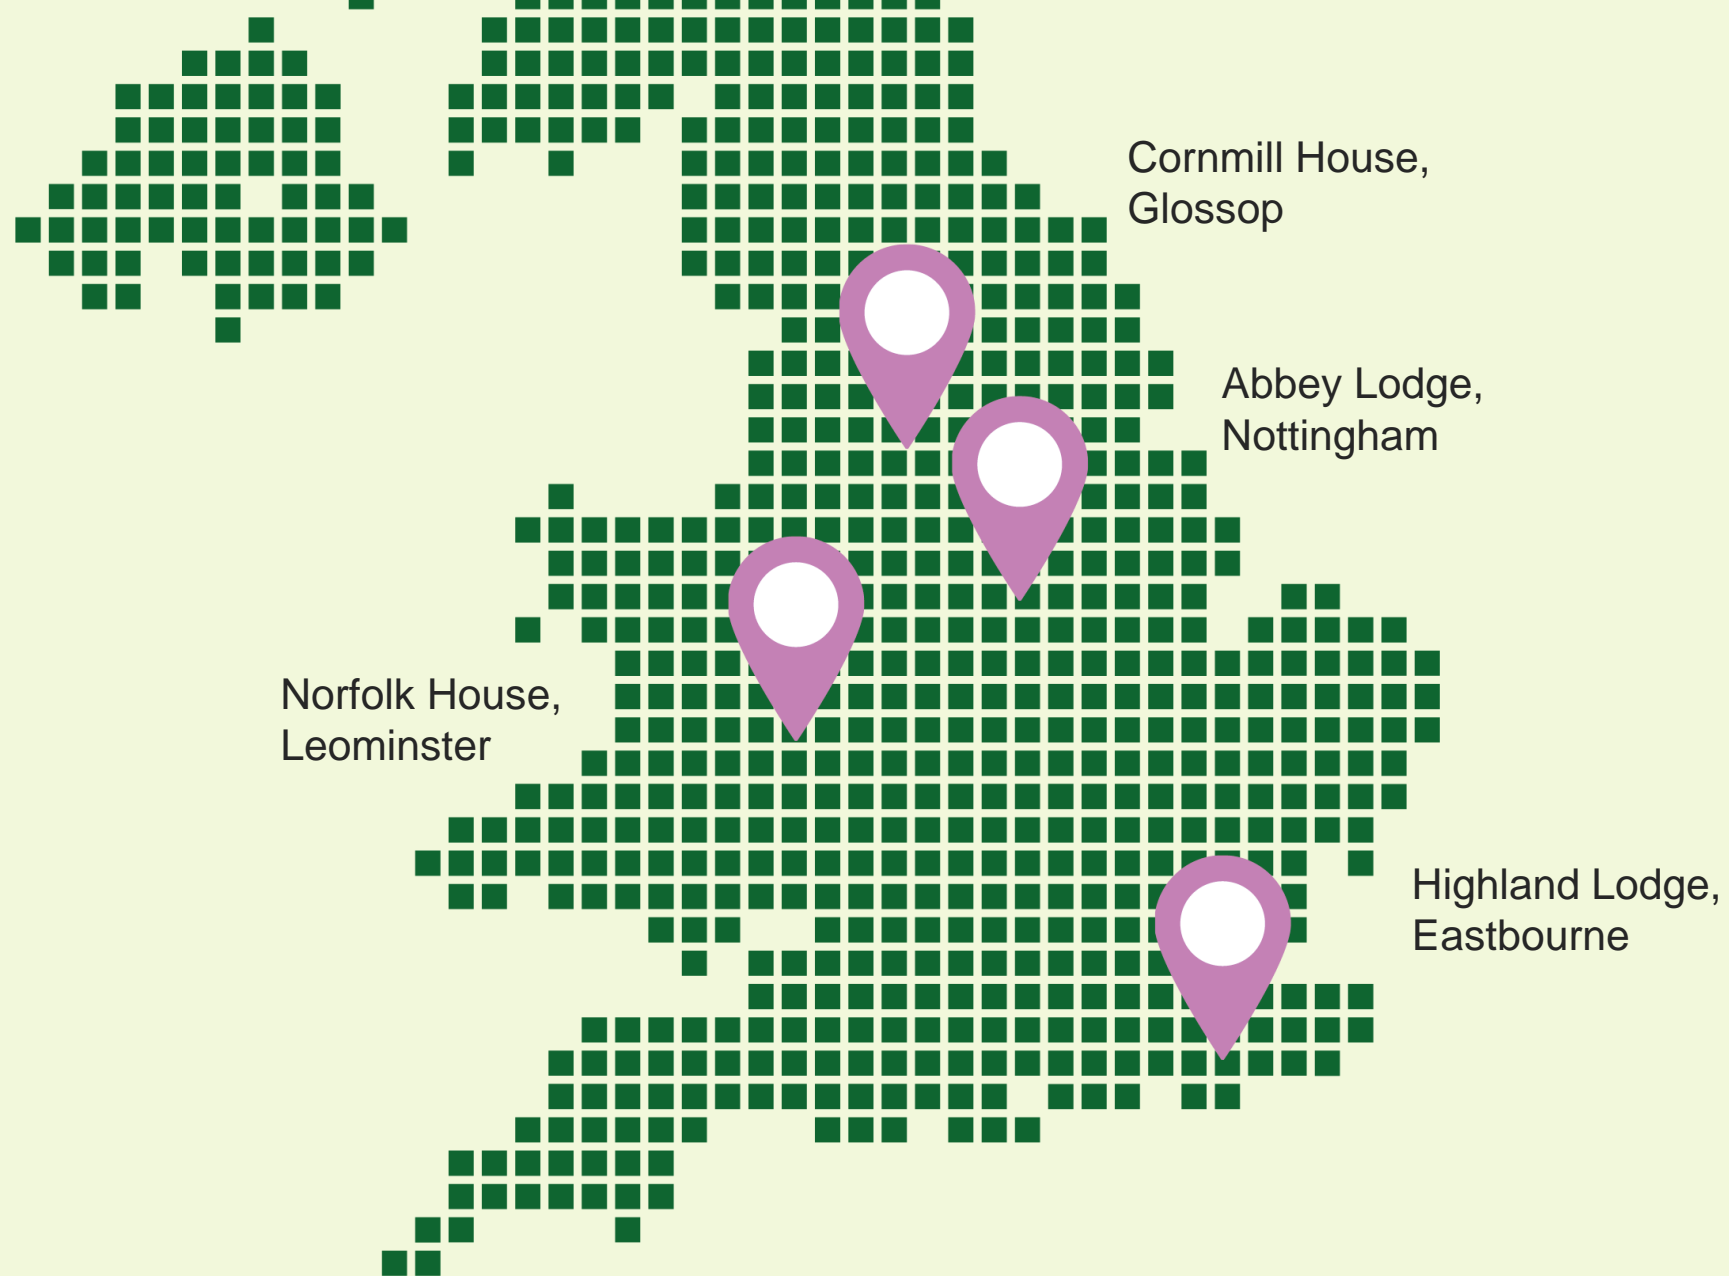 Cornmill House,
Glossop
Abbey Lodge,
Nottingham
Norfolk House,
Leominster
Highland Lodge,
Eastbourne